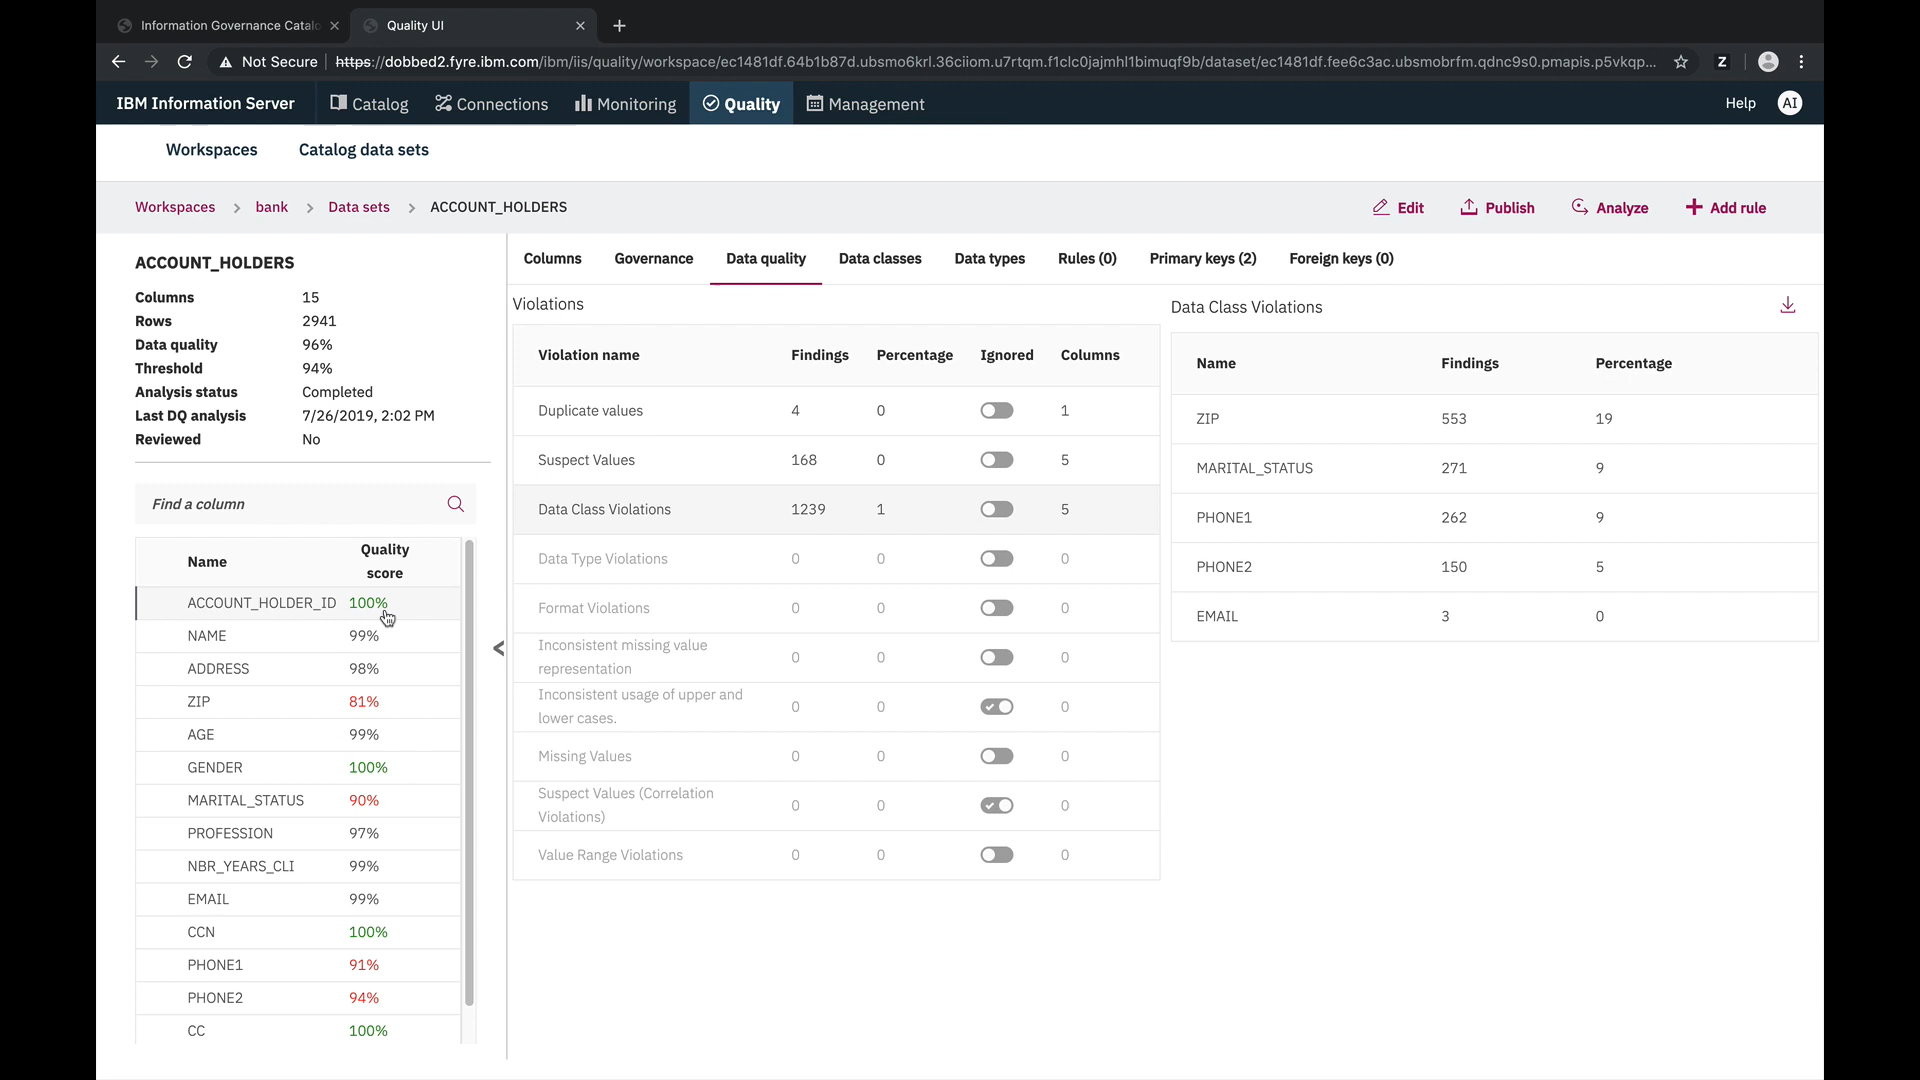 Information Governance Catalo
Quality UI
Not Secure
https://dobbed2.fyre.ibm.com/ibm/iis/quality/workspace/ec1481df.64b1b87d.ubsmo6krl.36ciiom.u7rtqm.f1clc0jajmhl1bimuqf9b/dataset/ec1481df.fee6c3ac.ubsmobrfm.qdnc9s0.pmapis.p5vkqp...
Z
IBM Information Server
Catalog
Connections
Monitoring
Quality
Management
Help
AI
Workspaces
Catalog data sets
Workspaces > bank > Data sets > ACCOUNT_HOLDERS
Edit
Publish
Analyze
Add rule
ACCOUNT_HOLDERS
Columns 15
Rows 2941
Data quality 96%
Threshold 94%
Analysis status Completed
Last DQ analysis 7/26/2019, 2:02 PM
Reviewed No
Find a column
Name Quality score
ACCOUNT_HOLDER_ID 100%
NAME 99%
ADDRESS 98%
ZIP 81%
AGE 99%
GENDER 100%
MARITAL_STATUS 90%
PROFESSION 97%
NBR_YEARS_CLI 99%
EMAIL 99%
CCN 100%
PHONE1 91%
PHONE2 94%
CC 100%
Columns
Governance
Data quality
Data classes
Data types
Rules (0)
Primary keys (2)
Foreign keys (0)
Violations
Violation name Findings Percentage Ignored Columns
Duplicate values 4 0 1
Suspect Values 168 0 5
Data Class Violations 1239 1 5
Data Type Violations 0 0 0
Format Violations 0 0 0
Inconsistent missing value
representation 0 0 0
Inconsistent usage of upper and
lower cases. 0 0 0
Missing Values 0 0 0
Suspect Values (Correlation
Violations) 0 0 0
Value Range Violations 0 0 0
Data Class Violations
Name Findings Percentage
ZIP 553 19
MARITAL_STATUS 271 9
PHONE1 262 9
PHONE2 150 5
EMAIL 3 0